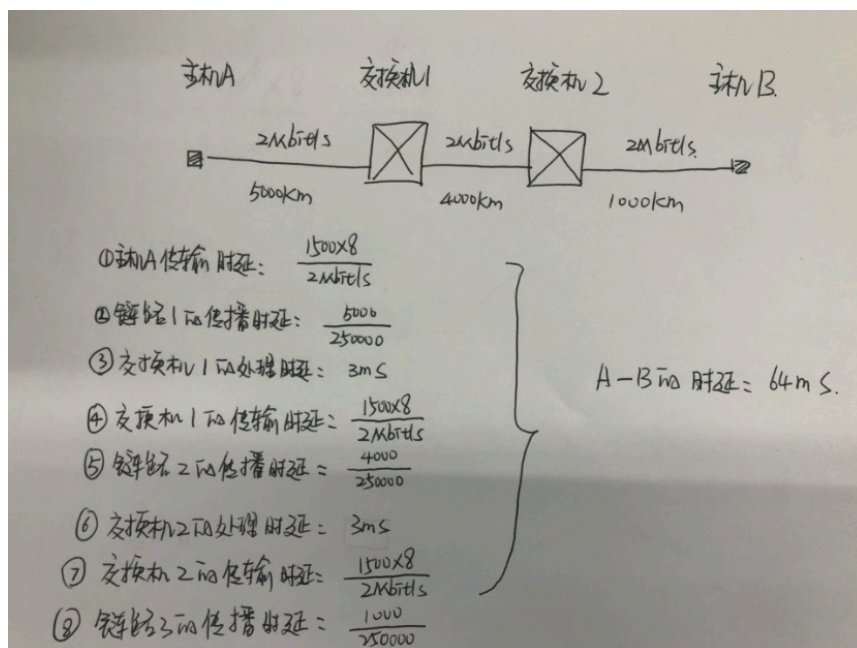 主机A 交换机1 交换机2 主机B.
2Mbit/s 2Mbit/s 2Mbit/s.
5000km 4000km 1000km
①主机A传输时延: 1500×8/2Mbit/s
②链路1的传播时延: 5000/250000
③交换机1的处理时延: 3ms
④交换机1的传输时延= 1500×8/2Mbit/s
⑤链路2的传播时延= 4000/250000
⑥交换机2的处理时延= 3ms
⑦交换机2的传输时延= 1500×8/2Mbit/s
⑧链路3的传播时延= 1000/250000
A-B的时延= 64ms.